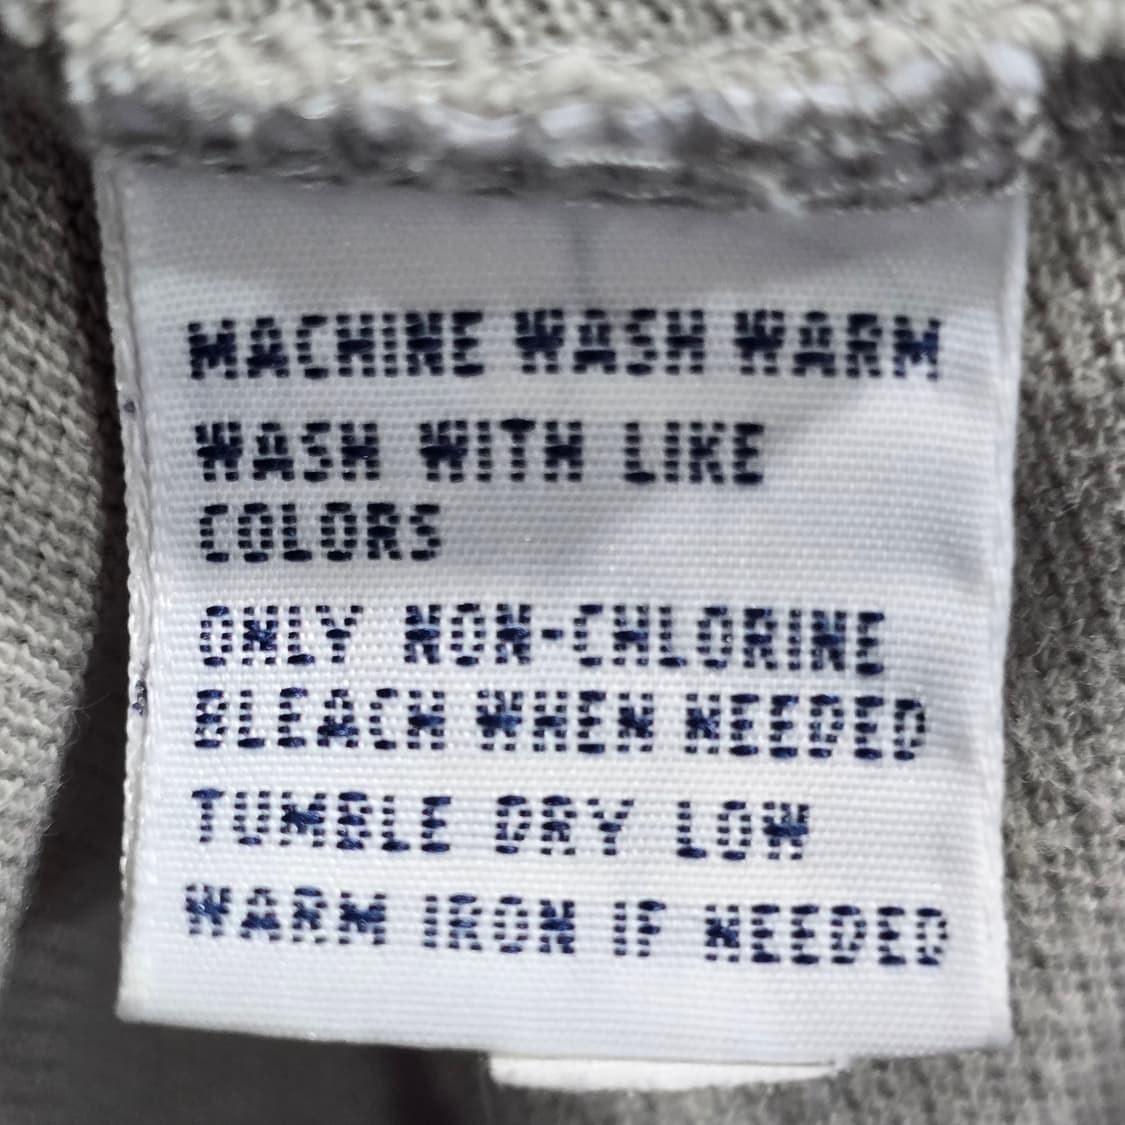 MACHINE WASH WARM
WASH WITH LIKE
COLORS
ONLY NON-CHLORINE
BLEACH WHEN NEEDED
TUMBLE DRY LOW
WARM IRON IF NEEDED